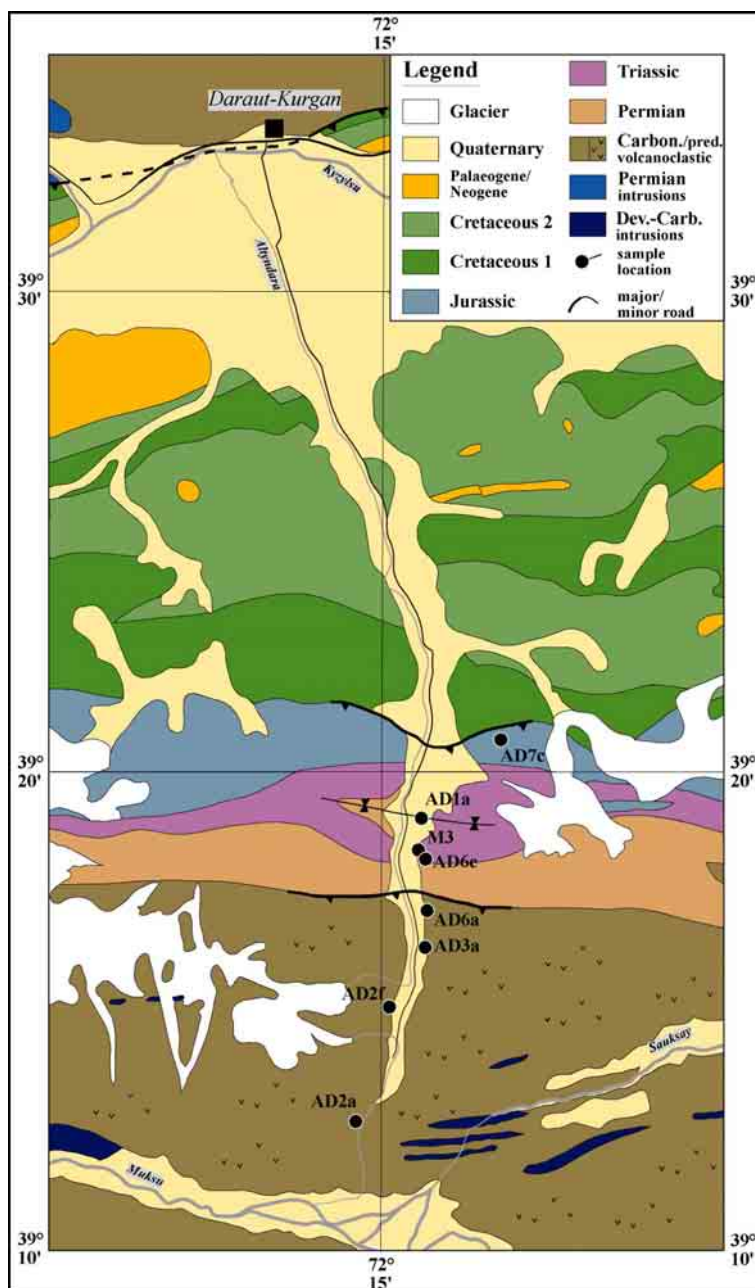 72°
15'
Legend
Glacier
Quaternary
Palaeogene/
Neogene
Cretaceous 2
Cretaceous 1
Jurassic
Triassic
Permian
Carbon./pred.
volcanoclastic
Permian
intrusions
Dev.-Carb.
intrusions
sample
location
major/
minor road
Daraut-Kurgan
Kyzylsu
Altyndara
39°
30'
39°
30'
AD7c
39°
20'
39°
20'
AD1a
M3
AD6e
AD6a
AD3a
AD2f
Sauksay
AD2a
Muksu
39°
10'
39°
10'
72°
15'